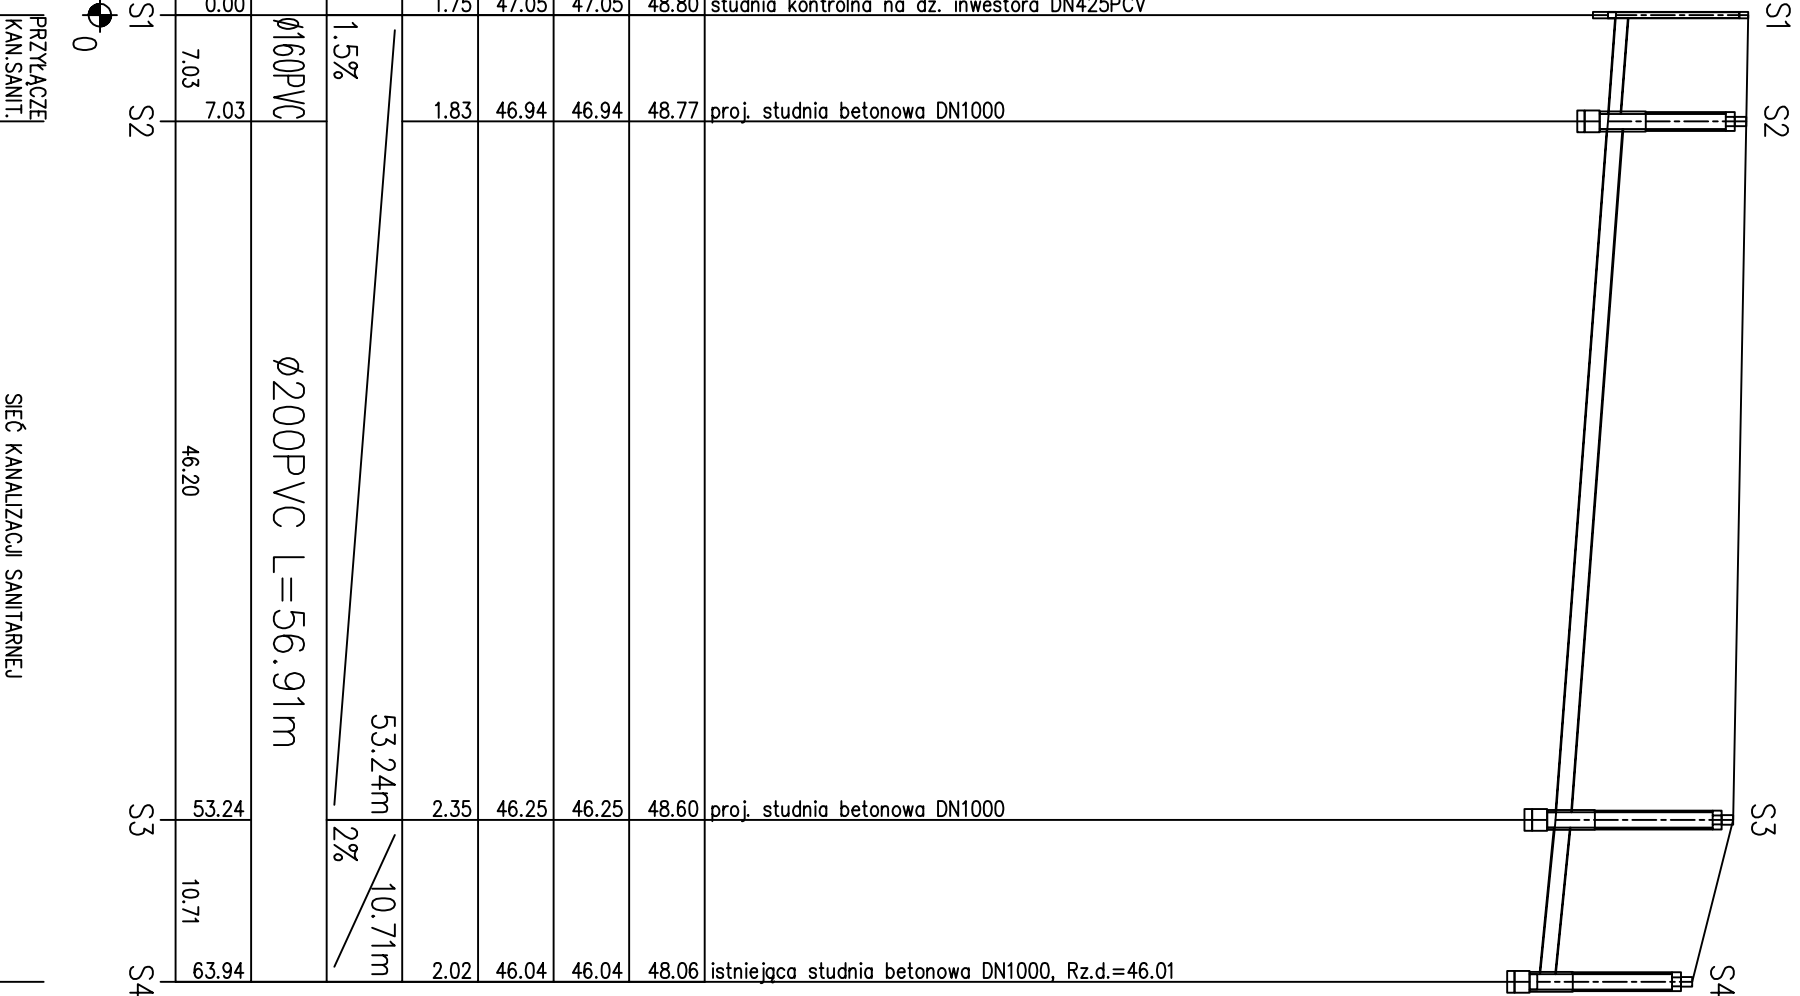 S1
0.00
1.75
47.05
47.05
48.80
studnia kontrolna na dz. inwestora DN425PCV
S1
PRZYŁĄCZE
KAN.SANIT.
0
7.03
Ø160PVC
1.5%
S2
7.03
1.83
46.94
46.94
48.77
proj. studnia betonowa DN1000
S2
SIEĆ KANALIZACJI SANITARNEJ
46.20
Ø200PVC L=56.91m
53.24m
S3
53.24
2.35
46.25
46.25
48.60
proj. studnia betonowa DN1000
S3
2%
10.71
10.71m
S4
63.94
2.02
46.04
46.04
48.06
istniejąca studnia betonowa DN1000, Rz.d.=46.01
S4